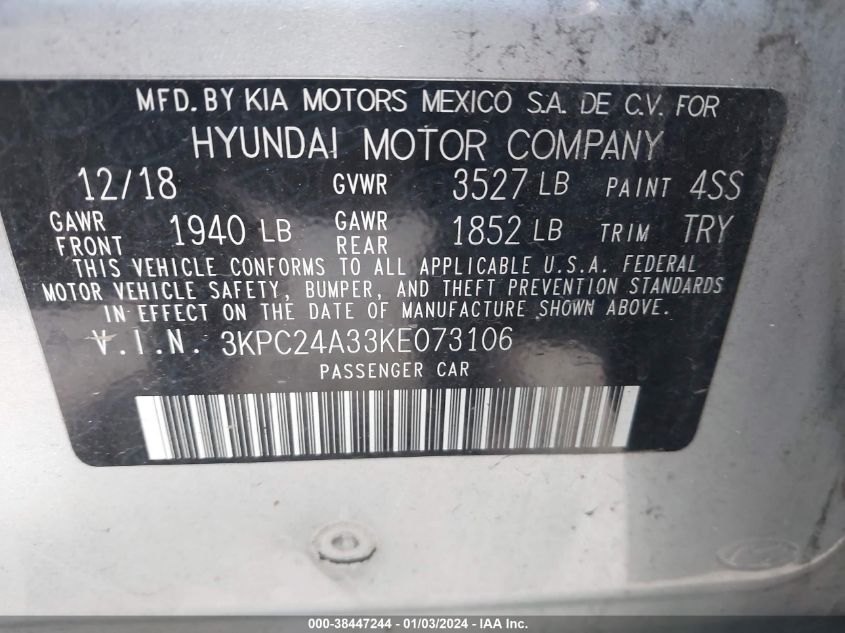 MFD. BY KIA MOTORS MEXICO S.A. DE C.V. FOR
HYUNDAI MOTOR COMPANY
12/18 GVWR 3527 LB PAINT 4SS
GAWR FRONT 1940 LB GAWR REAR 1852 LB TRIM TRY
THIS VEHICLE CONFORMS TO ALL APPLICABLE U.S.A. FEDERAL
MOTOR VEHICLE SAFETY, BUMPER, AND THEFT PREVENTION STANDARDS
IN EFFECT ON THE DATE OF MANUFACTURE SHOWN ABOVE.
V.I.N. 3KPC24A33KE073106
PASSENGER CAR
000-38447244 — 01/03/2024 — IAA Inc.